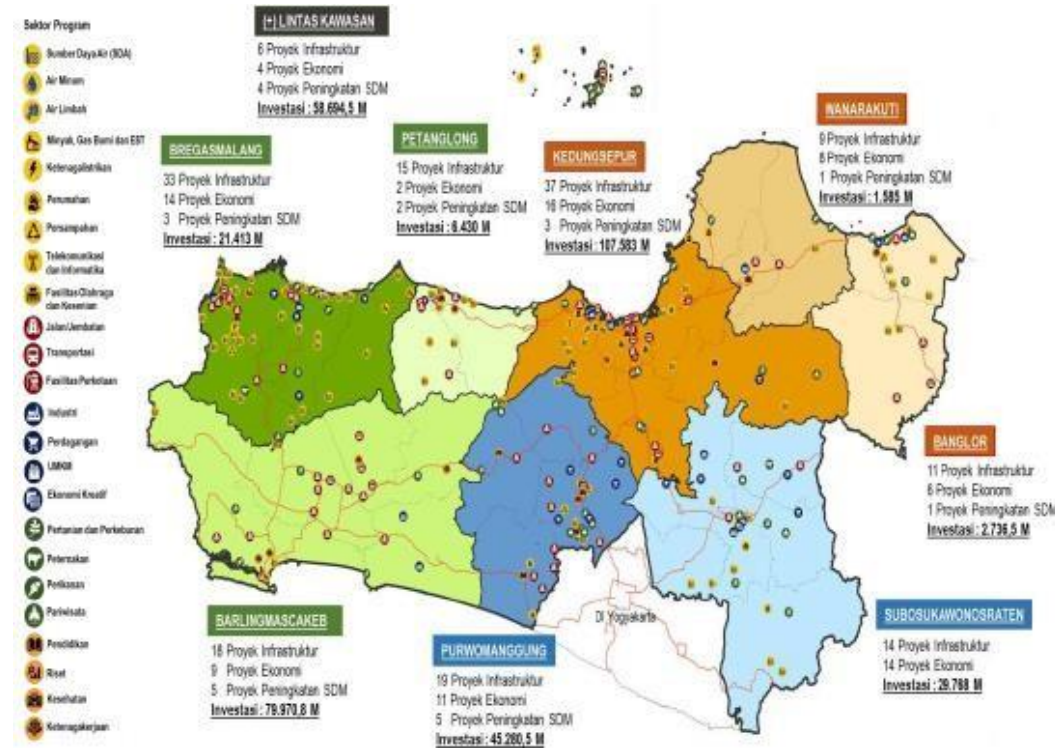 Sektor Program
Sumber Daya Air (SDA)
Air Minum
Air Limbah
Minyak, Gas Bumi dan EST
Ketenagalistrikan
Perumahan
Persampahan
Telekomunikasi
dan Informatika
Fasilitas Olahraga
dan Kesenian
Jalan/Jembatan
Transportasi
Fasilitas Perkotaan
Industri
Perdagangan
UMKM
Ekonomi Kreatif
Pertanian dan Perkebunan
Peternakan
Perikanan
Pariwisata
Pendidikan
Riset
Kesehatan
Ketenagakerjaan
(+) LINTAS KAWASAN
6 Proyek Infrastruktur
4 Proyek Ekonomi
4 Proyek Peningkatan SDM
Investasi : 58.694,5 M
BREGASMALANG
33 Proyek Infrastruktur
14 Proyek Ekonomi
3 Proyek Peningkatan SDM
Investasi : 21.413 M
PETANGLONG
15 Proyek Infrastruktur
2 Proyek Ekonomi
2 Proyek Peningkatan SDM
Investasi : 6.430 M
KEDUNGSEPUR
37 Proyek Infrastruktur
16 Proyek Ekonomi
3 Proyek Peningkatan SDM
Investasi : 107.583 M
WANARAKUTI
9 Proyek Infrastruktur
8 Proyek Ekonomi
1 Proyek Peningkatan SDM
Investasi : 1.585 M
BANGLOR
11 Proyek Infrastruktur
6 Proyek Ekonomi
1 Proyek Peningkatan SDM
Investasi : 2.736,5 M
DI Yogyakarta
BARLINGMASCAKEB
18 Proyek Infrastruktur
9 Proyek Ekonomi
5 Proyek Peningkatan SDM
Investasi : 79.970,8 M
PURWOMANGGUNG
19 Proyek Infrastruktur
11 Proyek Ekonomi
5 Proyek Peningkatan SDM
Investasi : 45.280,5 M
SUBOSUKAWONOSRATEN
14 Proyek Infrastruktur
14 Proyek Ekonomi
Investasi : 29.768 M